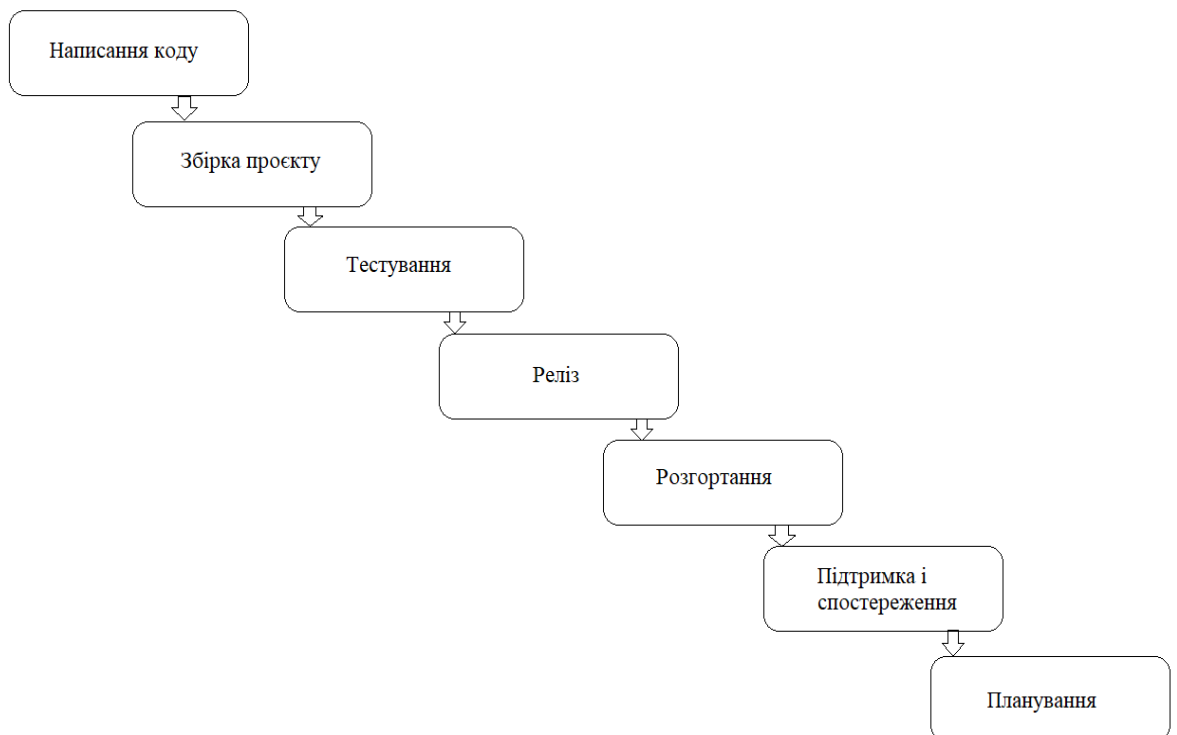 Написання коду
Збірка проєкту
Тестування
Реліз
Розгортання
Підтримка і
спостереження
Планування